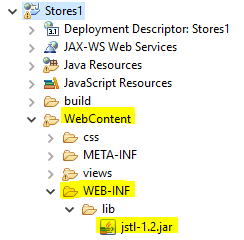 Stores1
Deployment Descriptor: Stores1
JAX-WS Web Services
Java Resources
JavaScript Resources
build
WebContent
css
META-INF
views
WEB-INF
lib
jstl-1.2.jar